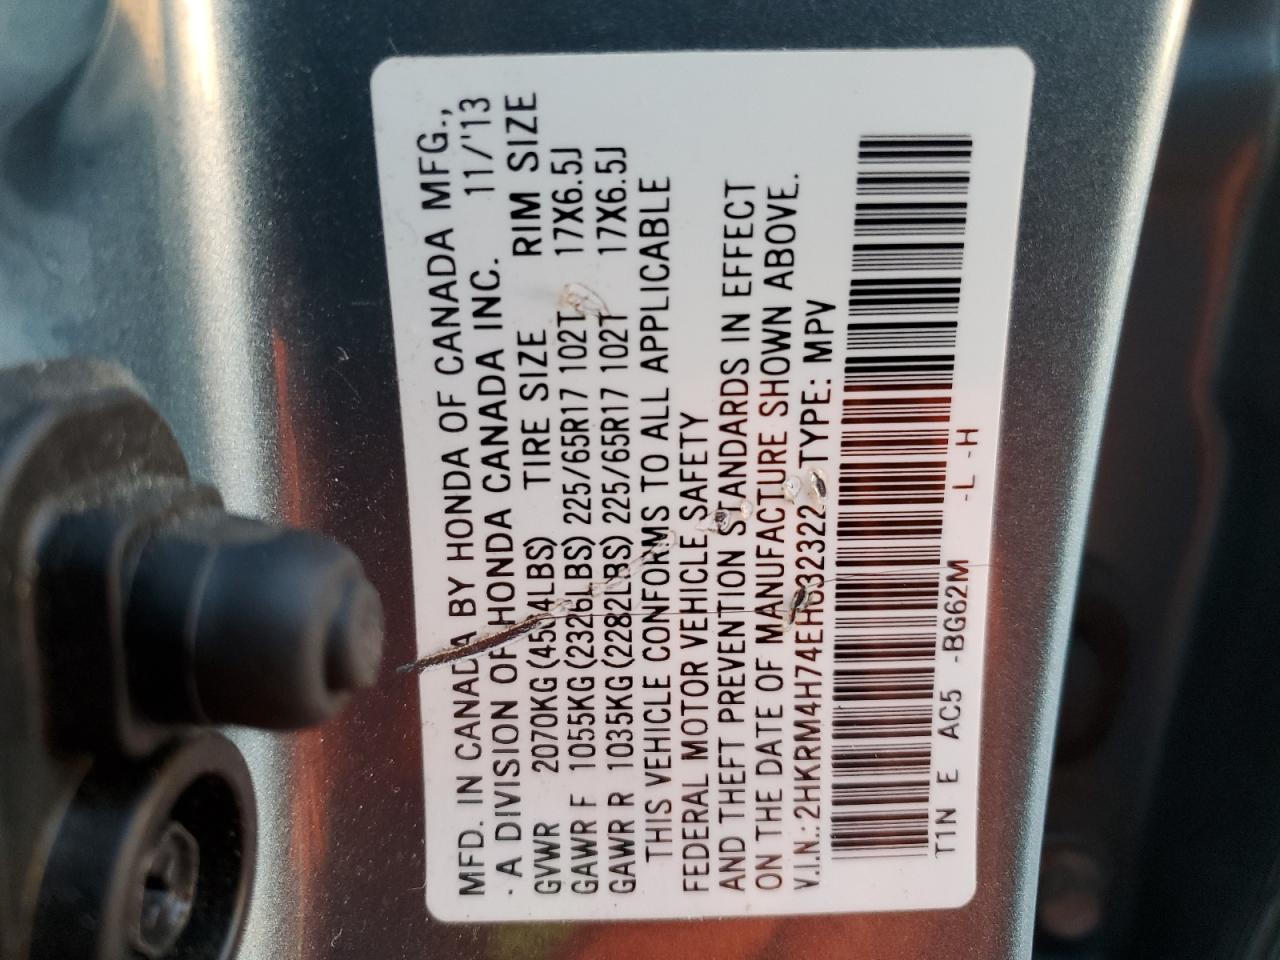 MFD. IN CANADA BY HONDA OF CANADA MFG.,
· A DIVISION OF HONDA CANADA INC. 11/'13
GVWR 2070KG (4564LBS) TIRE SIZE RIM SIZE
GAWR F 1055KG (2326LBS) 225/65R17 102T 17X6.5J
GAWR R 1035KG (2282LBS) 225/65R17 102T 17X6.5J
THIS VEHICLE CONFORMS TO ALL APPLICABLE
FEDERAL MOTOR VEHICLE SAFETY
AND THEFT PREVENTION STANDARDS IN EFFECT
ON THE DATE OF MANUFACTURE SHOWN ABOVE.
V.I.N.: 2HKRM4H74EH632322 TYPE: MPV
T1N E AC5 -BG62M -L -H